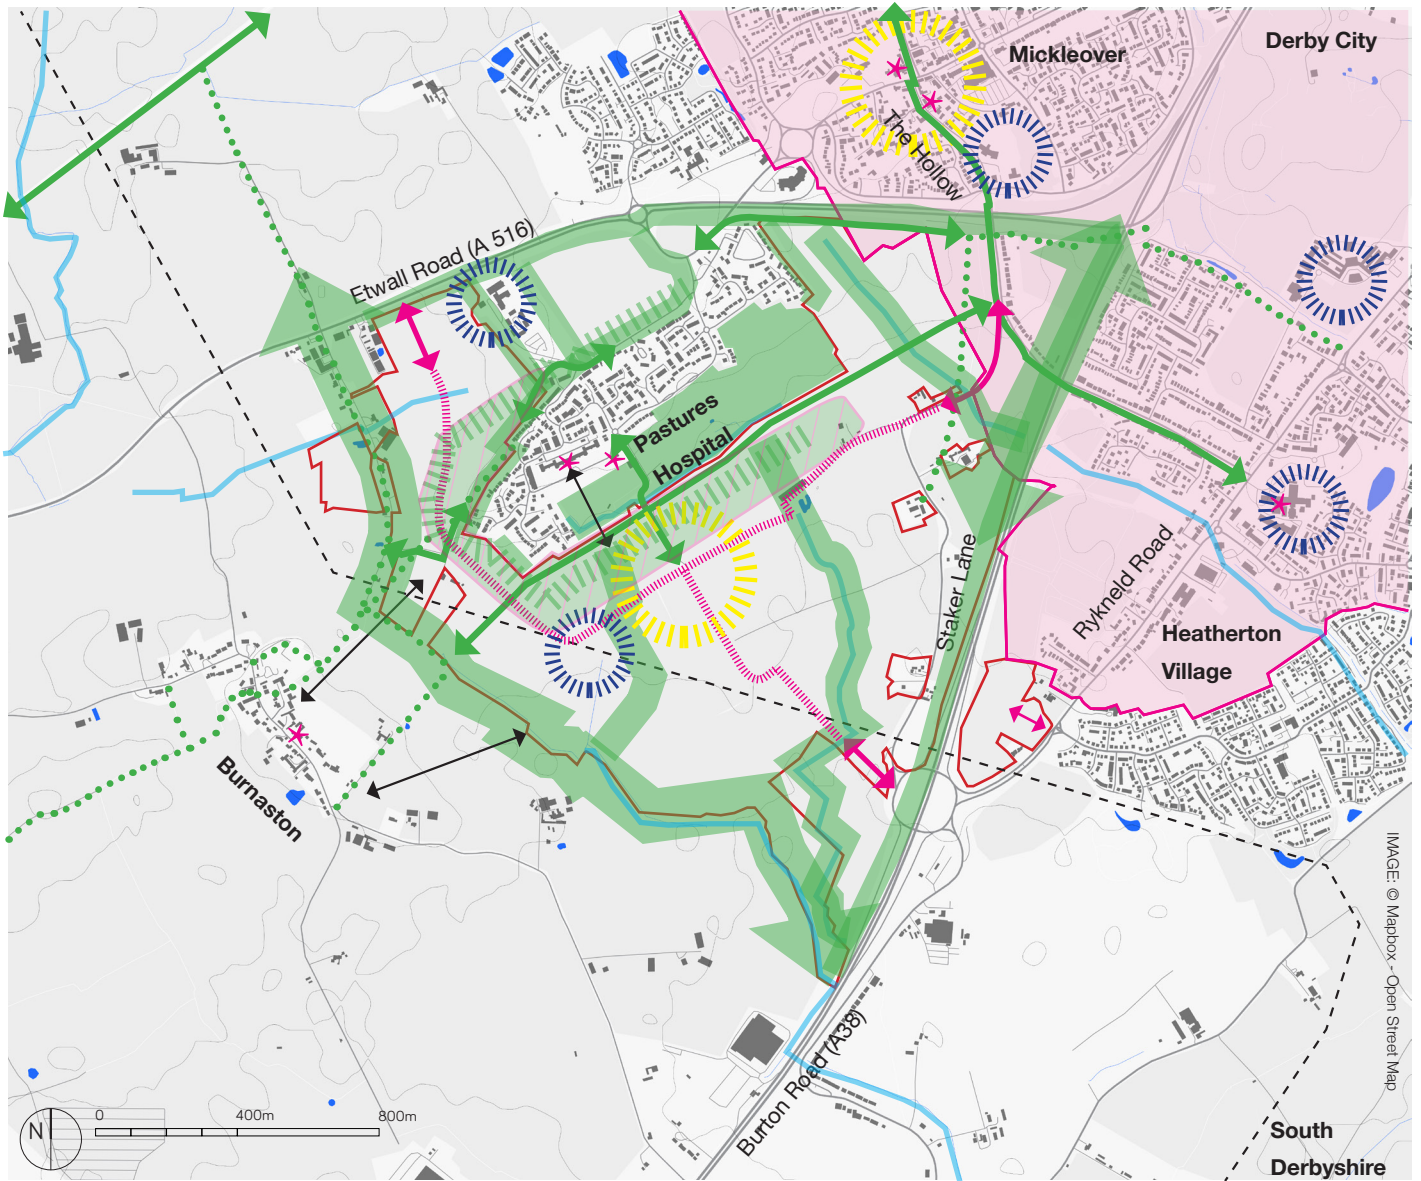 Derby City
Mickleover
The Hollow
Etwall Road (A 516)
Pastures
Hospital
Staker Lane
Rykneld Road
Heatherton
Village
Burnaston
IMAGE: © Mapbox - Open Street Map
Burton Road (A38)
N
0 400m 800m
South
Derbyshire